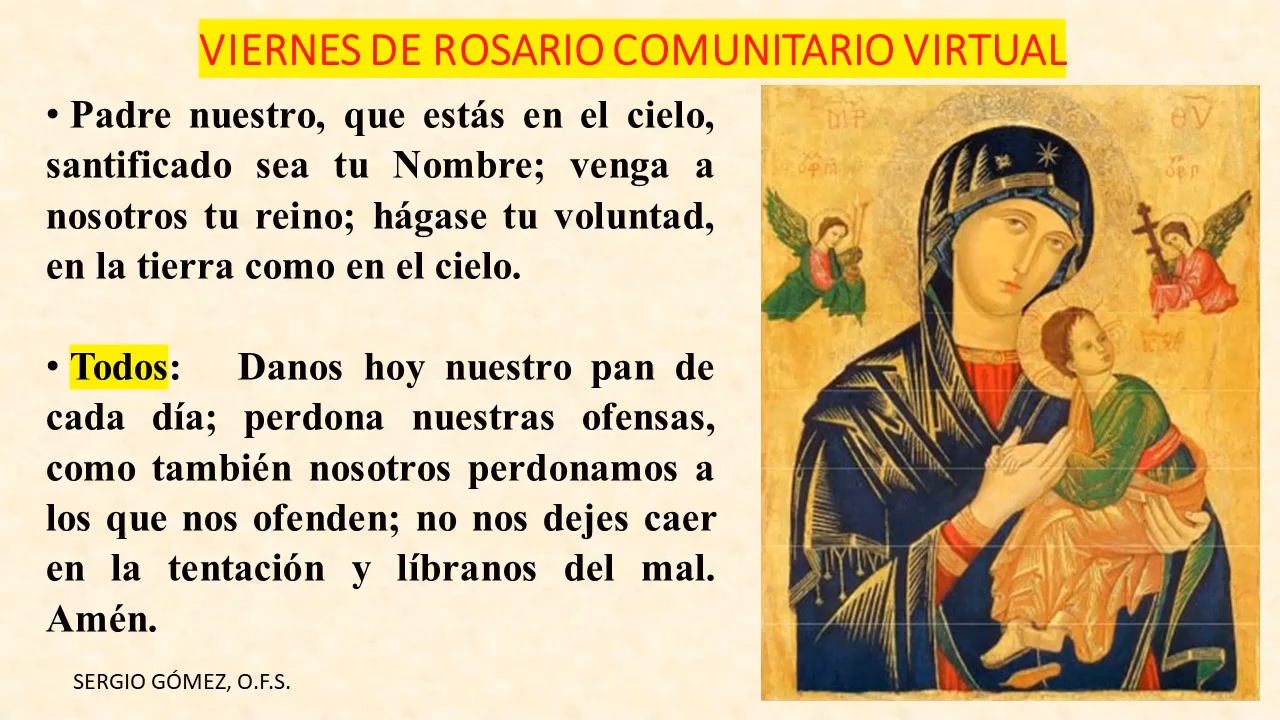 VIERNES DE ROSARIO COMUNITARIO VIRTUAL
• Padre nuestro, que estás en el cielo,
santificado sea tu Nombre; venga a
nosotros tu reino; hágase tu voluntad,
en la tierra como en el cielo.
• Todos: Danos hoy nuestro pan de
cada día; perdona nuestras ofensas,
como también nosotros perdonamos a
los que nos ofenden; no nos dejes caer
en la tentación y líbranos del mal.
Amén.
SERGIO GÓMEZ, O.F.S.